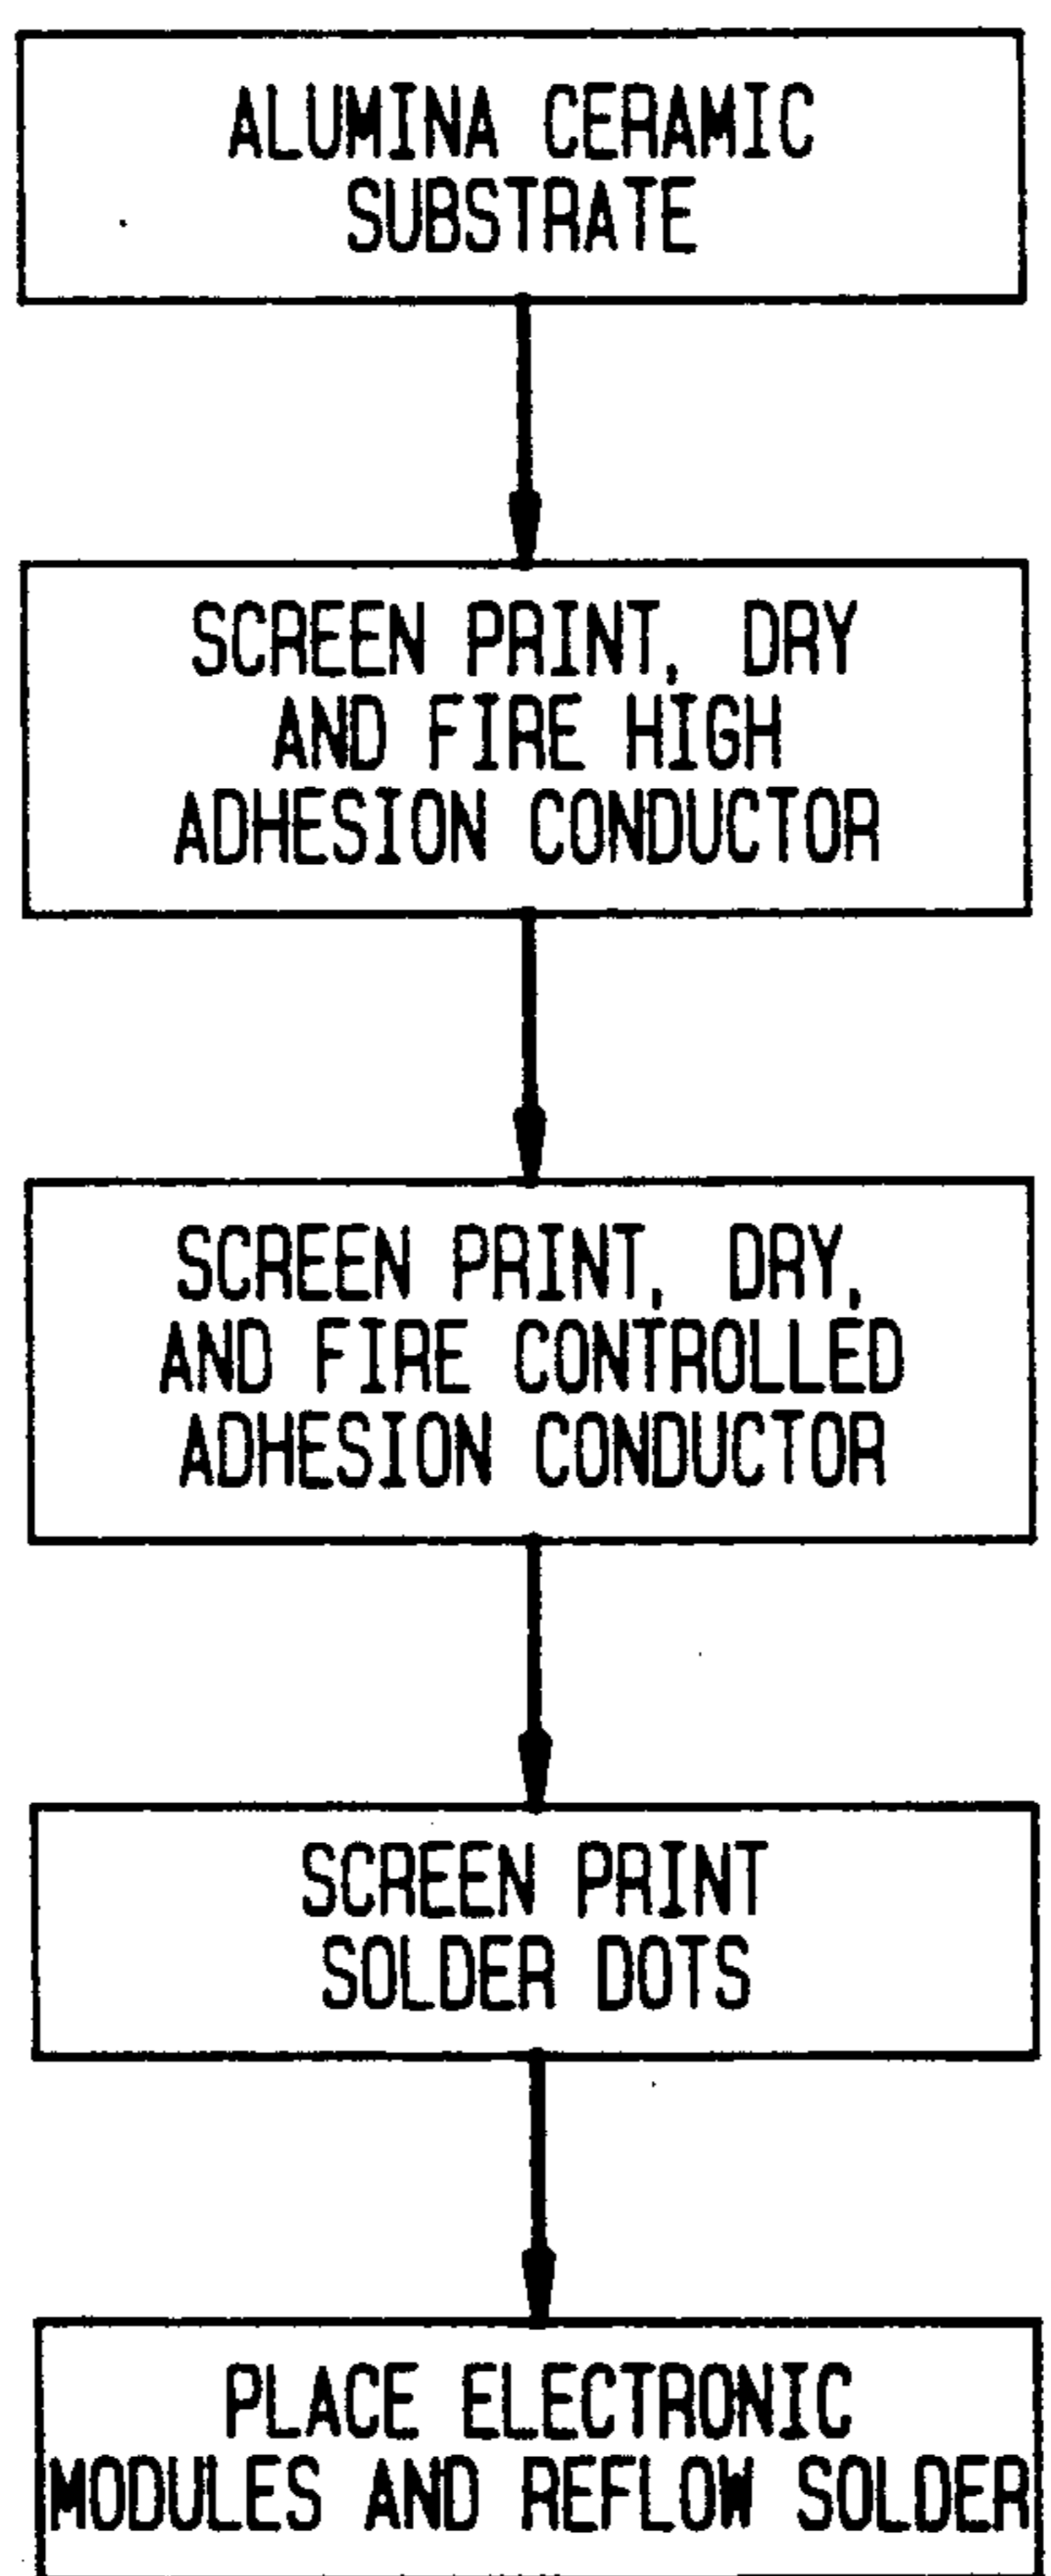 ALUMINA CERAMIC
SUBSTRATE
SCREEN PRINT, DRY
AND FIRE HIGH
ADHESION CONDUCTOR
SCREEN PRINT, DRY,
AND FIRE CONTROLLED
ADHESION CONDUCTOR
SCREEN PRINT
SOLDER DOTS
PLACE ELECTRONIC
MODULES AND REFLOW SOLDER